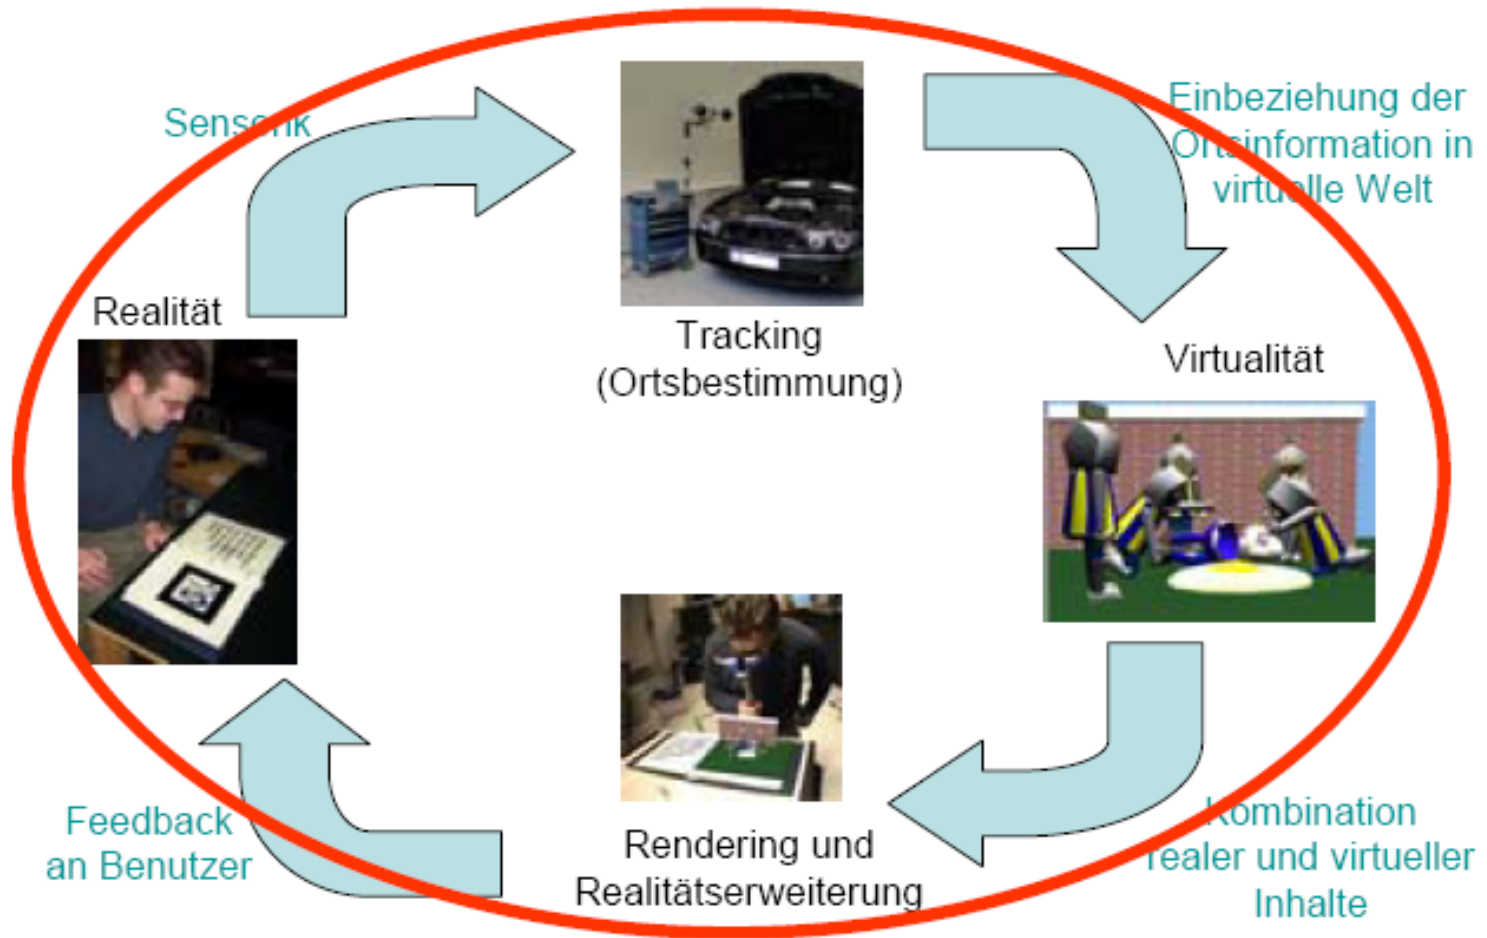 Sensorik
Einbeziehung der
Ortsinformation in
virtuelle Welt
Realität
Tracking
(Ortsbestimmung)
Virtualität
Feedback
an Benutzer
Rendering und
Realitätserweiterung
Kombination
realer und virtueller
Inhalte